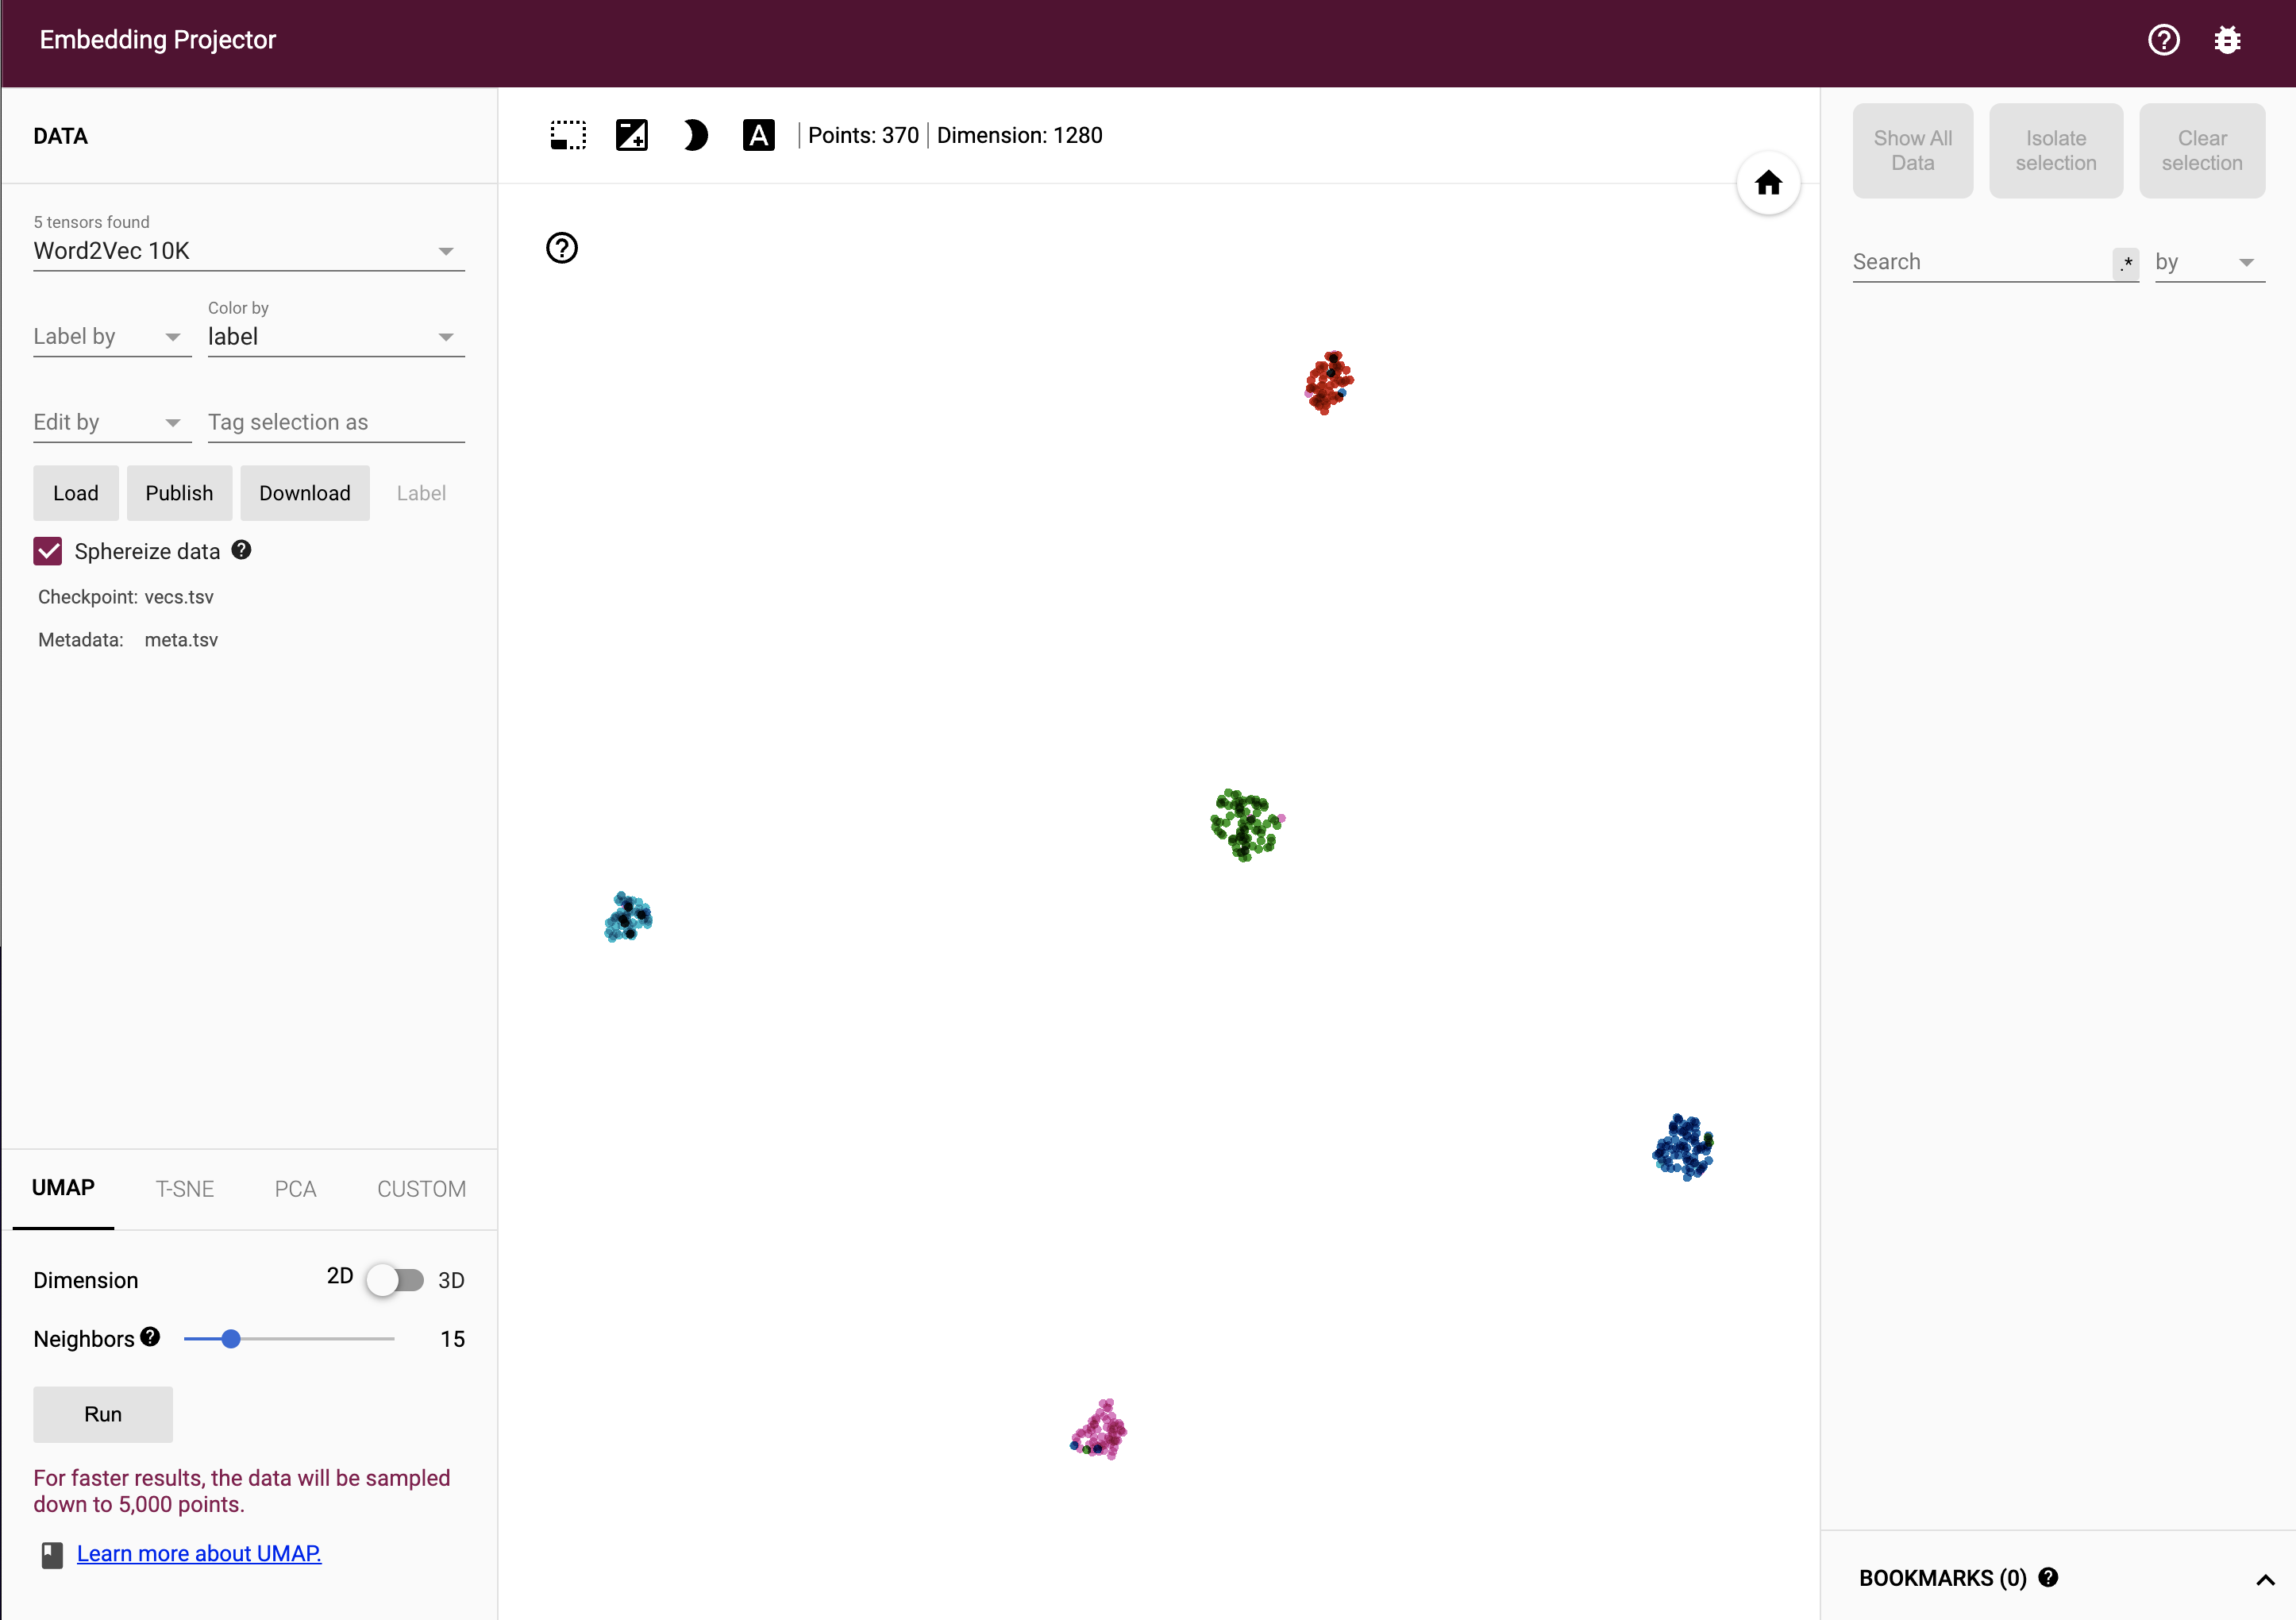 Embedding Projector
DATA
5 tensors found
Word2Vec 10K
Label by
Color by
label
Edit by
Tag selection as
Load
Publish
Download
Label
Sphereize data
Checkpoint: vecs.tsv
Metadata: meta.tsv
UMAP
T-SNE
PCA
CUSTOM
Dimension
2D
3D
Neighbors
15
Run
For faster results, the data will be sampled
down to 5,000 points.
Learn more about UMAP.
A
Points: 370
Dimension: 1280
Show All
Data
Isolate
selection
Clear
selection
Search
.*
by
BOOKMARKS (0)